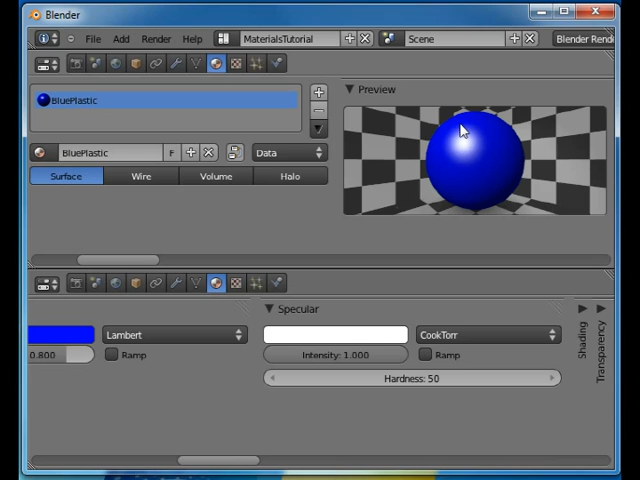 Blender
File Add Render Help MaterialsTutorial Scene Blender Rende
BluePlastic
Preview
BluePlastic F Data
Surface Wire Volume Halo
Specular
Lambert CookTorr
0.800 Ramp Intensity: 1.000 Ramp
Hardness: 50
Shading
Transparency